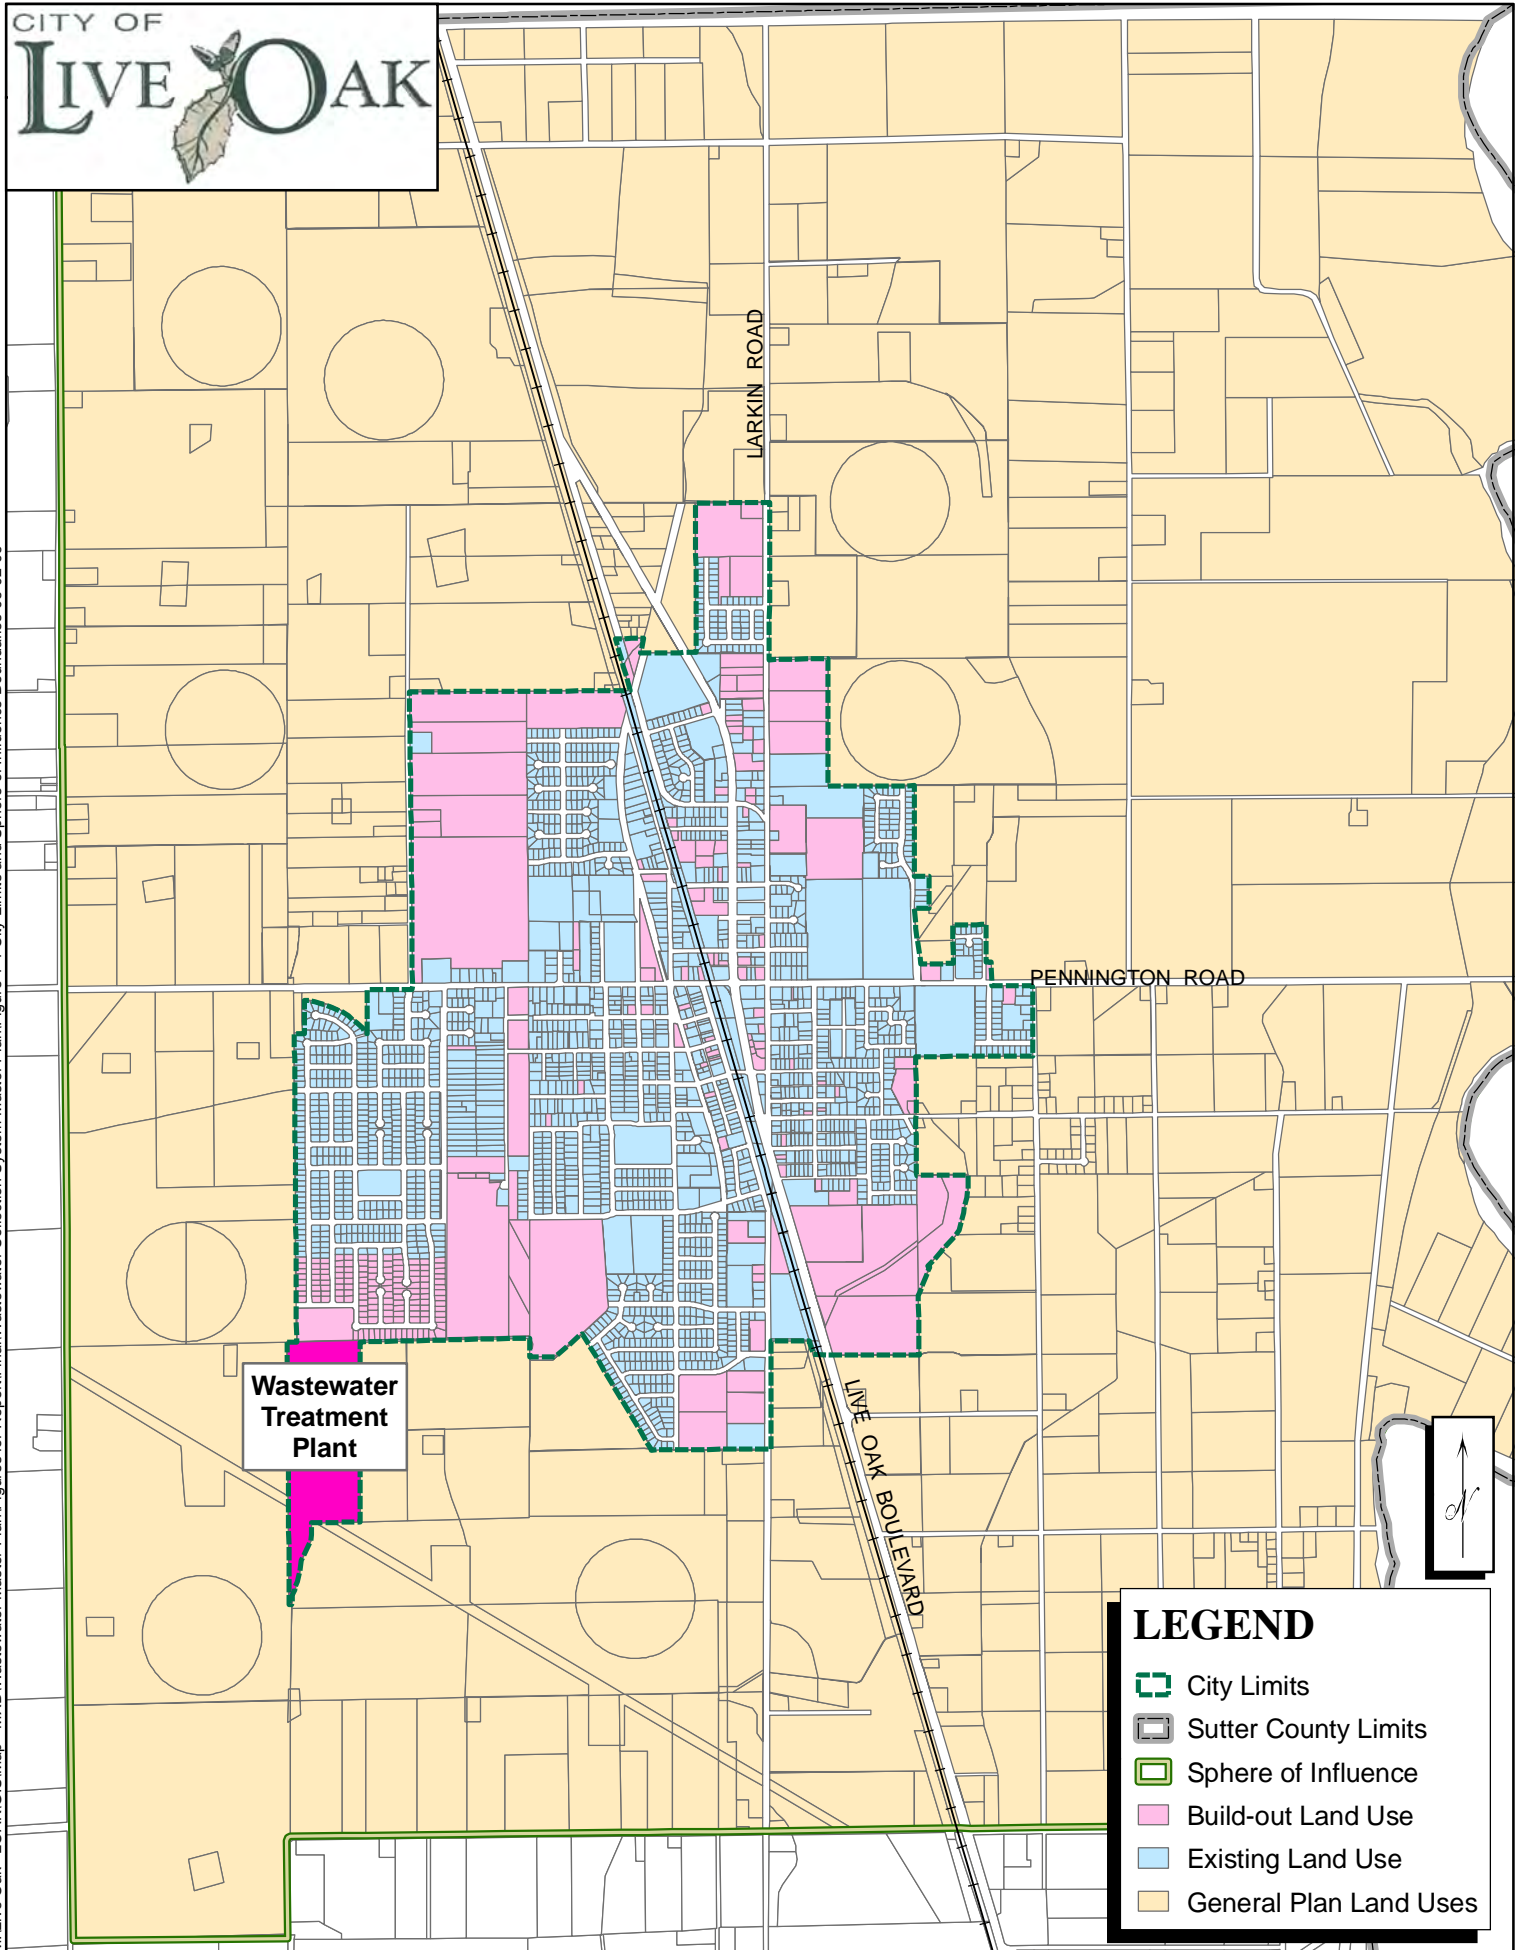 CITY OF
LIVE OAK
LARKIN ROAD
PENNINGTON ROAD
Wastewater
Treatment
Plant
LIVE OAK BOULEVARD
N
LEGEND
City Limits
Sutter County Limits
Sphere of Influence
Build-out Land Use
Existing Land Use
General Plan Land Uses